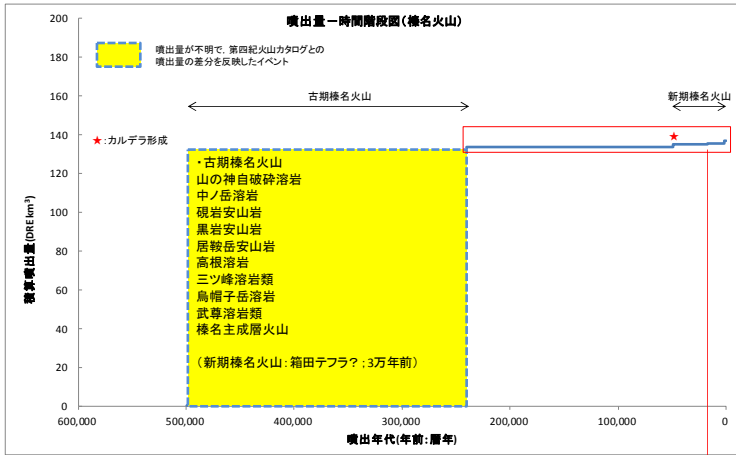 噴出量－時間階段図(榛名火山)
噴出量が不明で，第四紀火山カタログとの
噴出量の差分を反映したイベント
古期榛名火山
新期榛名火山
★:カルデラ形成
・古期榛名火山
山の神自破砕溶岩
中ノ岳溶岩
硯岩安山岩
黒岩安山岩
居鞍岳安山岩
高根溶岩
三ツ峰溶岩類
烏帽子岳溶岩
武尊溶岩類
榛名主成層火山
（新期榛名火山：箱田テフラ？；3万年前）
積算噴出量(DRE km³)
200
180
160
140
120
100
80
60
40
20
0
600,000 500,000 400,000 300,000 200,000 100,000 0
噴出年代(年前：暦年)